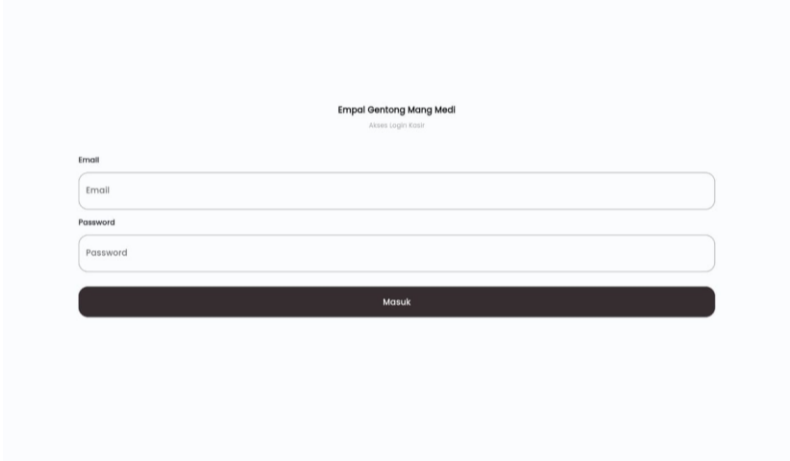 Empal Gentong Mang Medi
Akses Login Kasir
Email
Email
Password
Password
Masuk